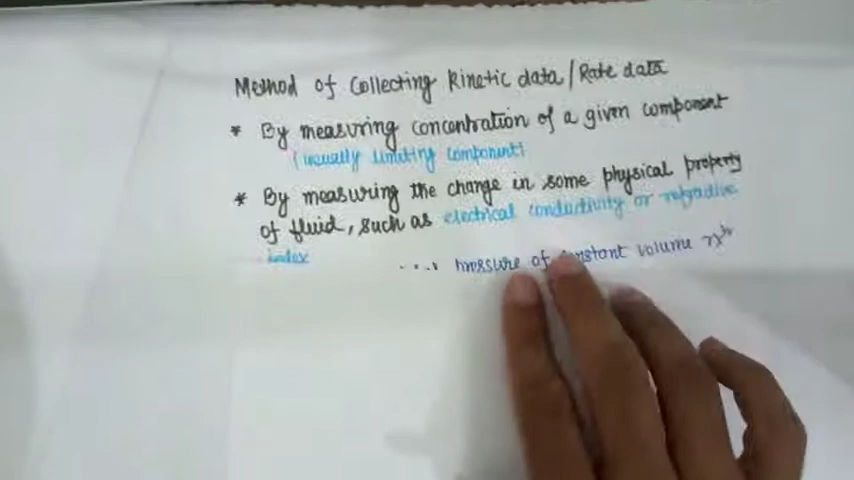 Method of Collecting Kinetic data/Rate data
* By measuring concentration of a given component
(usually limiting component)
* By measuring the change in some physical property
of fluid, such as electrical conductivity or refractive
index
pressure of constant volume rx^n